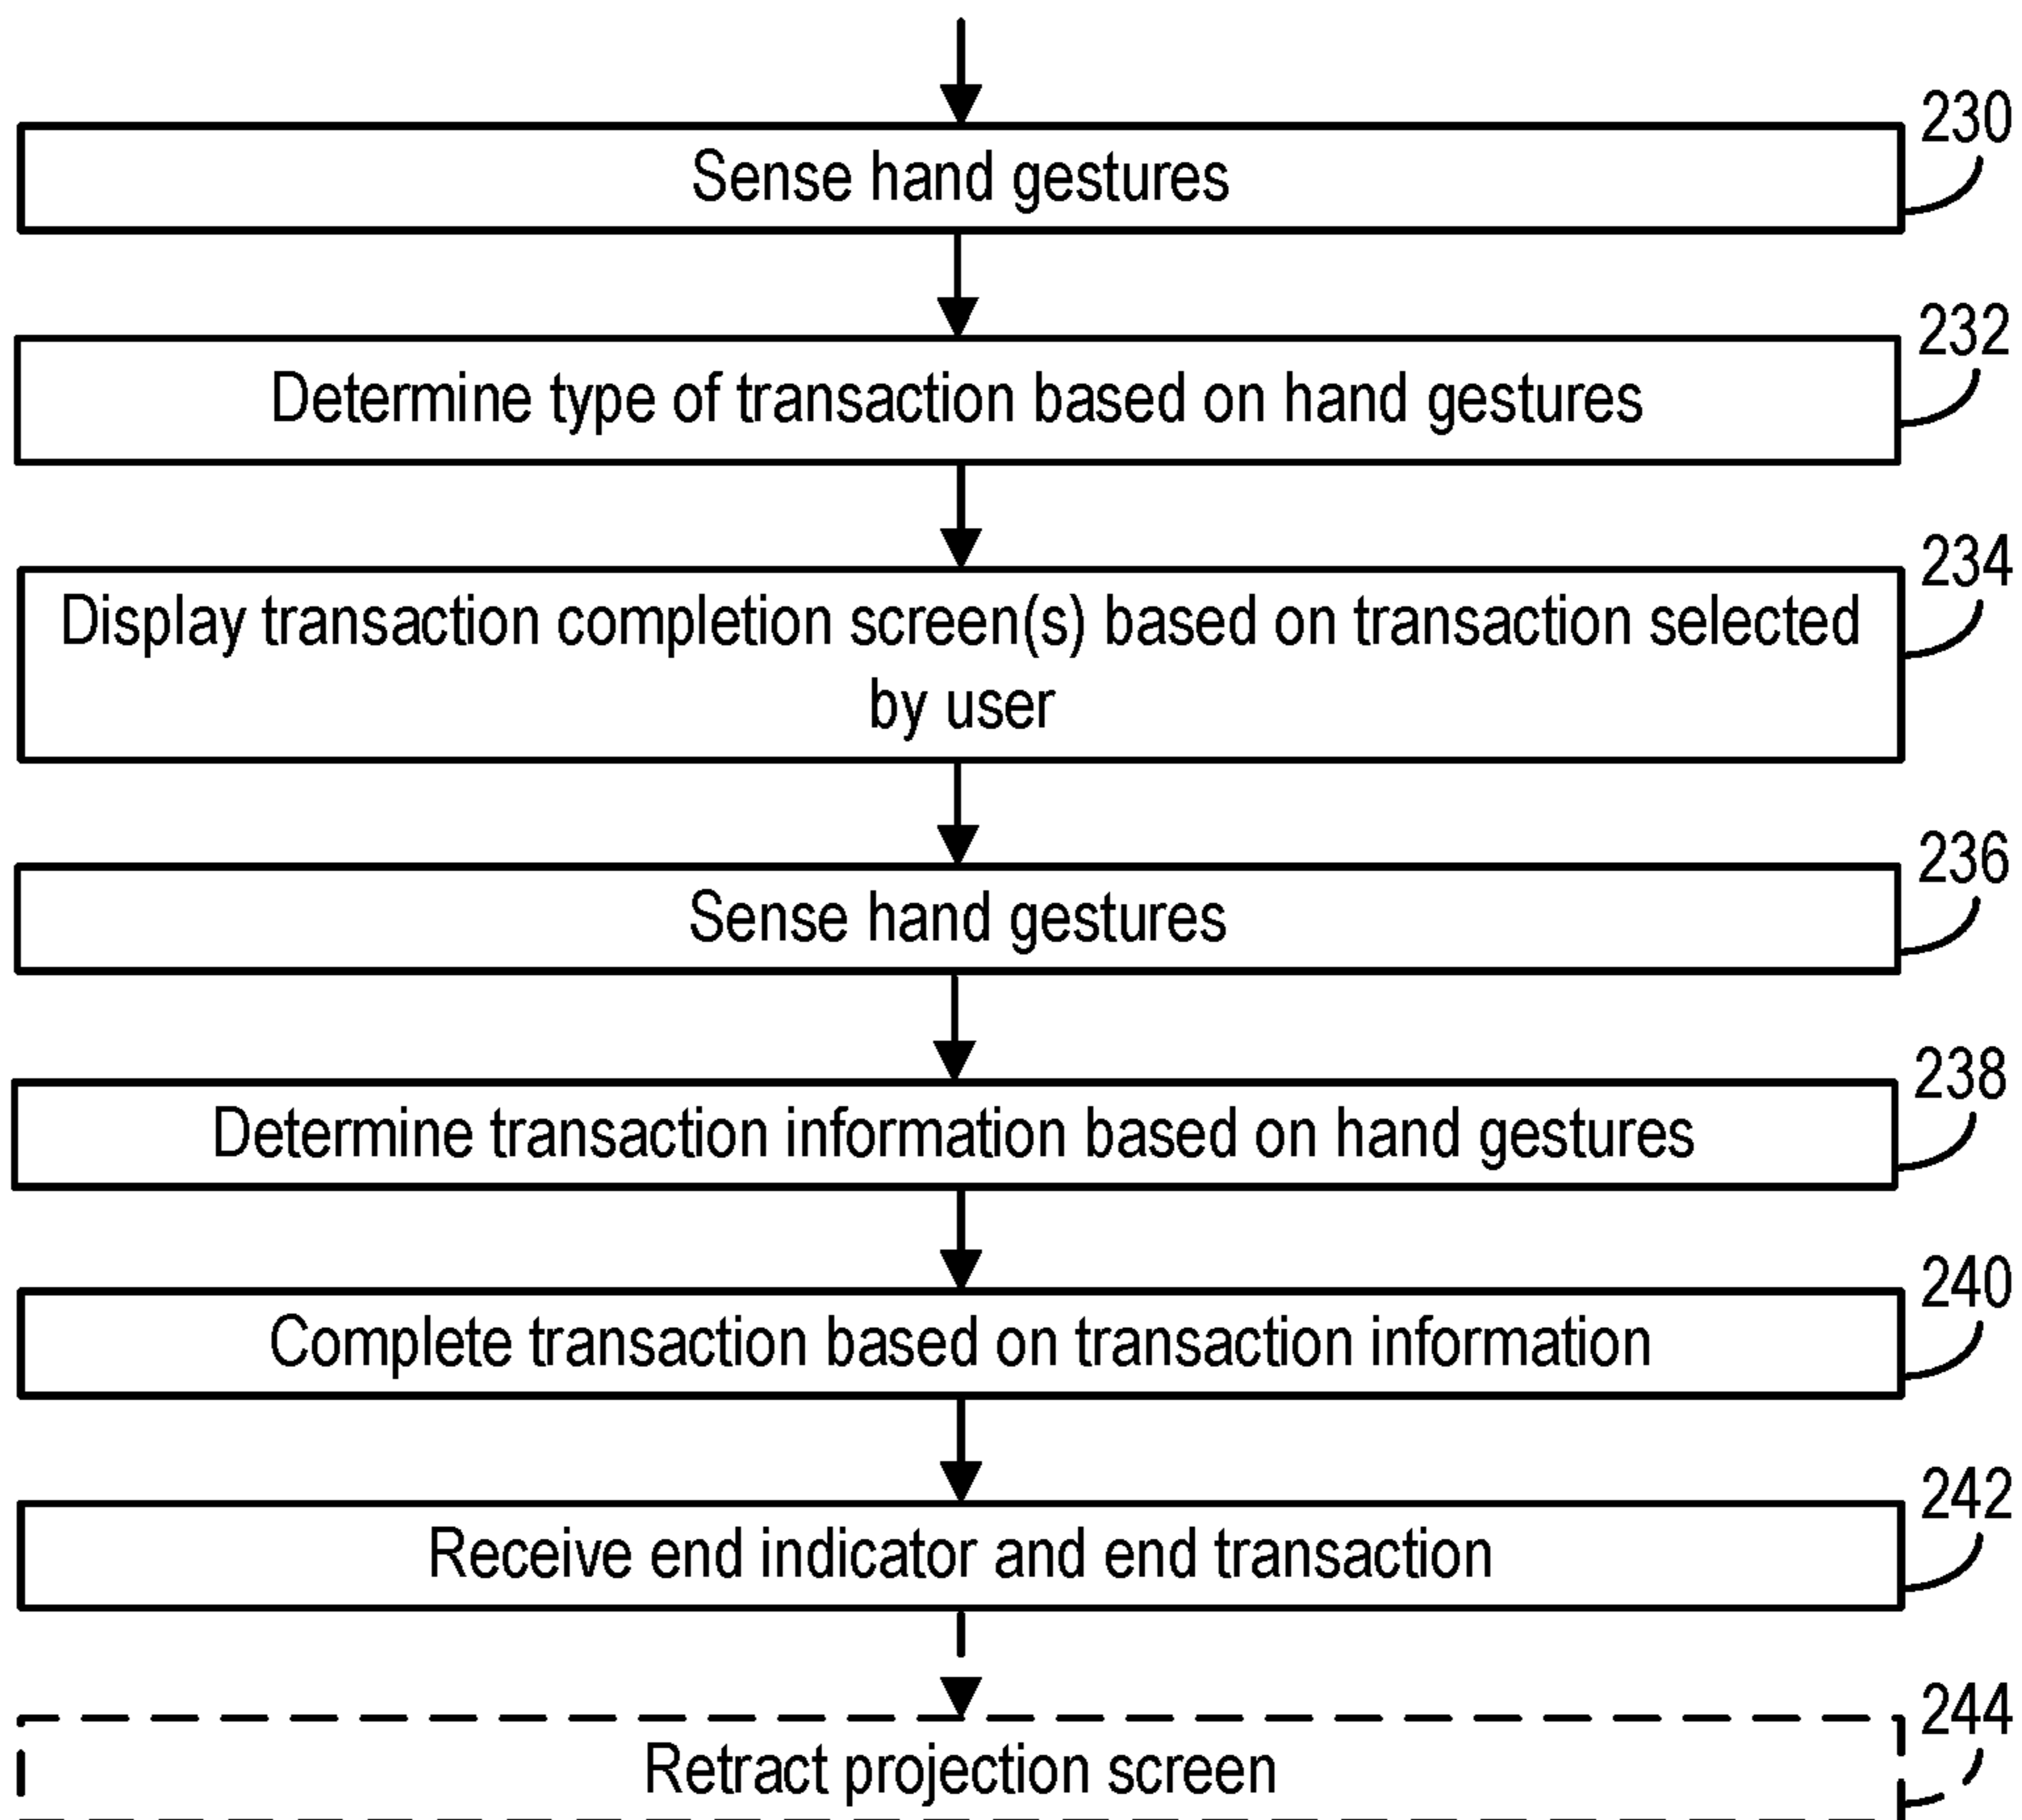 230
Sense hand gestures
232
Determine type of transaction based on hand gestures
234
Display transaction completion screen(s) based on transaction selected
by user
236
Sense hand gestures
238
Determine transaction information based on hand gestures
240
Complete transaction based on transaction information
242
Receive end indicator and end transaction
244
Retract projection screen